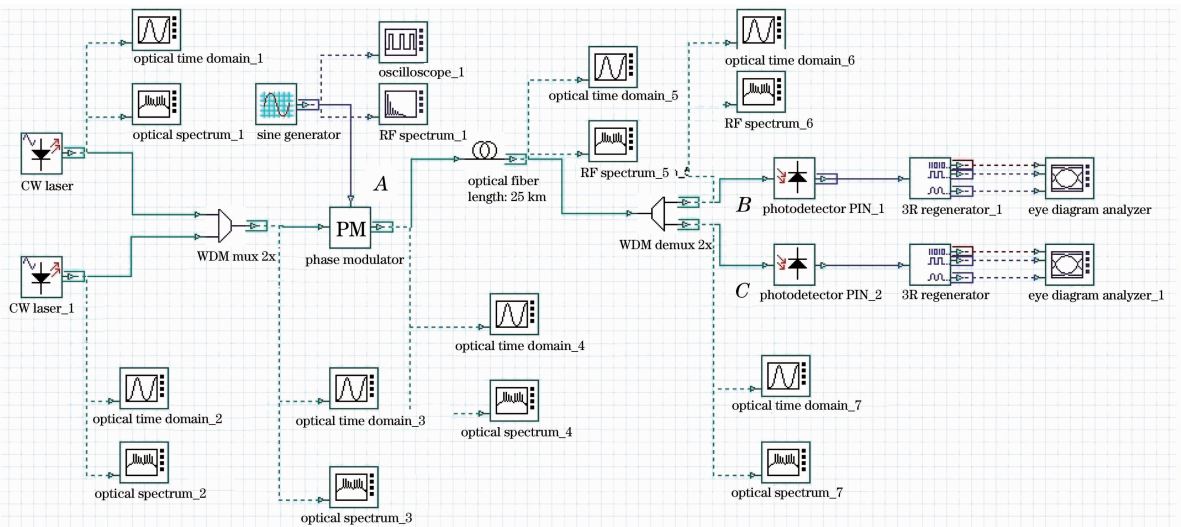 optical time domain_1
optical spectrum_1
CW laser
CW laser_1
sine generator
oscilloscope_1
RF spectrum_1
WDM mux 2x
A
PM
phase modulator
optical fiber
length: 25 km
optical time domain_5
RF spectrum_5
optical time domain_6
RF spectrum_6
WDM demux 2x
B
photodetector PIN_1
3R regenerator_1
eye diagram analyzer
C
photodetector PIN_2
3R regenerator
eye diagram analyzer_1
optical time domain_2
optical spectrum_2
optical time domain_3
optical spectrum_3
optical time domain_4
optical spectrum_4
optical time domain_7
optical spectrum_7